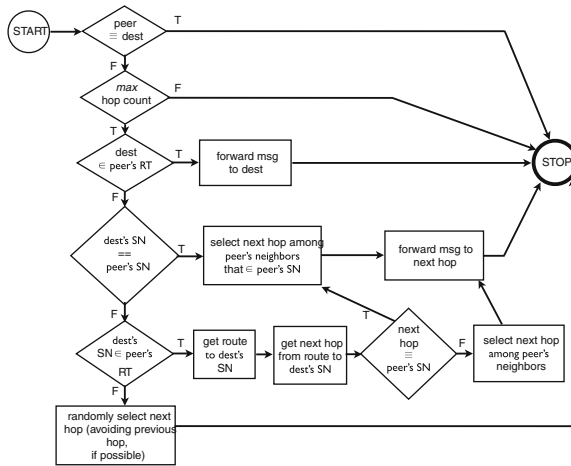 START
peer
≡ dest
T
F
max
hop count
F
T
dest
∈ peer's RT
T
forward msg
to dest
STOP
F
dest's SN
==
peer's SN
T
select next hop among
peer's neighbors
that ∈ peer's SN
forward msg to
next hop
F
dest's
SN ∈ peer's
RT
T
get route
to dest's
SN
get next hop
from route to
dest's SN
T
next
hop
≡
peer's SN
F
select next hop
among peer's
neighbors
F
randomly select next
hop (avoiding previous
hop,
if possible)